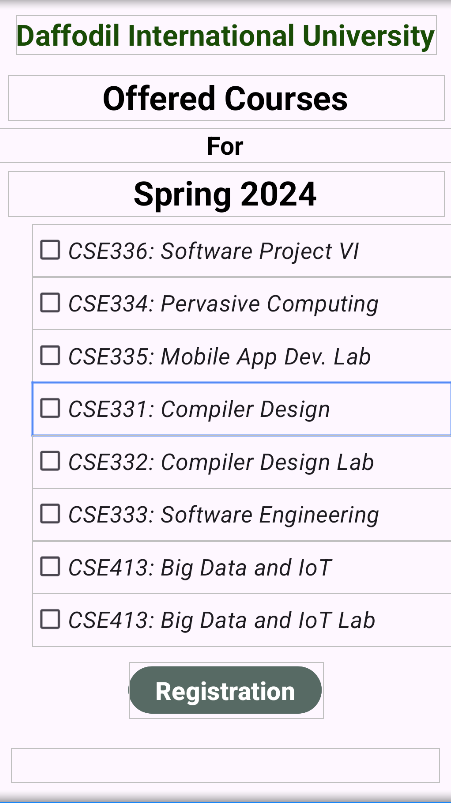 Daffodil International University
Offered Courses
For
Spring 2024
CSE336: Software Project VI
CSE334: Pervasive Computing
CSE335: Mobile App Dev. Lab
CSE331: Compiler Design
CSE332: Compiler Design Lab
CSE333: Software Engineering
CSE413: Big Data and IoT
CSE413: Big Data and IoT Lab
Registration